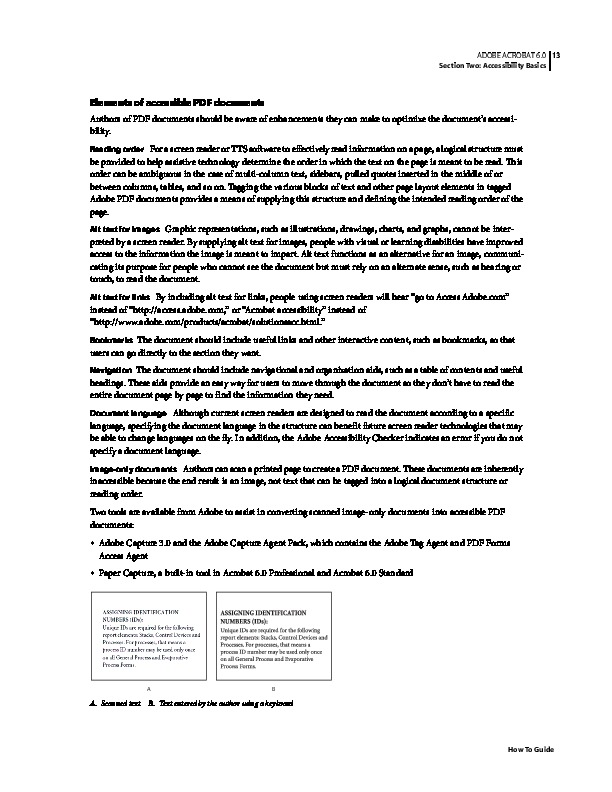 ADOBE ACROBAT 6.0 13
Section Two: Accessibility Basics
Elements of accessible PDF documents
Authors of PDF documents should be aware of enhancements they can make to optimize the document's accessi-
bility.
Reading order For a screen reader or TTS software to effectively read information on a page, a logical structure must
be provided to help assistive technology determine the order in which the text on the page is meant to be read. This
order can be ambiguous in the case of multi-column text, sidebars, pulled quotes inserted in the middle of or
between columns, tables, and so on. Tagging the various blocks of text and other page layout elements in tagged
Adobe PDF documents provides a means of supplying this structure and defining the intended reading order of the
page.
Alt text for images Graphic representations, such as illustrations, drawings, charts, and graphs, cannot be inter-
preted by a screen reader. By supplying alt text for images, people with visual or learning disabilities have improved
access to the information the image is meant to impart. Alt text functions as an alternative for an image, communi-
cating its purpose for people who cannot see the document but must rely on an alternate sense, such as hearing or
touch, to read the document.
Alt text for links By including alt text for links, people using screen readers will hear "go to Access Adobe.com"
instead of "http://access.adobe.com," or "Acrobat accessibility" instead of
"http://www.adobe.com/products/acrobat/solutionsacc.html."
Bookmarks The document should include useful links and other interactive content, such as bookmarks, so that
users can go directly to the section they want.
Navigation The document should include navigational and organization aids, such as a table of contents and useful
headings. These aids provide an easy way for users to move through the document so they don't have to read the
entire document page by page to find the information they need.
Document language Although current screen readers are designed to read the document according to a specific
language, specifying the document language in the structure can benefit future screen reader technologies that may
be able to change languages on the fly. In addition, the Adobe Accessibility Checker indicates an error if you do not
specify a document language.
Image-only documents Authors can scan a printed page to create a PDF document. These documents are inherently
inaccessible because the end result is an image, not text that can be tagged into a logical document structure or
reading order.
Two tools are available from Adobe to assist in converting scanned image-only documents into accessible PDF
documents:
• Adobe Capture 3.0 and the Adobe Capture Agent Pack, which contains the Adobe Tag Agent and PDF Forms
Access Agent
• Paper Capture, a built-in tool in Acrobat 6.0 Professional and Acrobat 6.0 Standard
ASSIGNING IDENTIFICATION
NUMBERS (IDs):
Unique IDs are required for the following
report elements: Stacks, Control Devices and
Processes. For processes, that means a
process ID number may be used only once
on all General Process and Evaporative
Process Forms.
A
ASSIGNING IDENTIFICATION
NUMBERS (IDs):
Unique IDs are required for the following
report elements: Stacks, Control Devices and
Processes. For processes, that means a
process ID number may be used only once
on all General Process and Evaporative
Process Forms.
B
A. Scanned text B. Text entered by the author using a keyboard
How To Guide